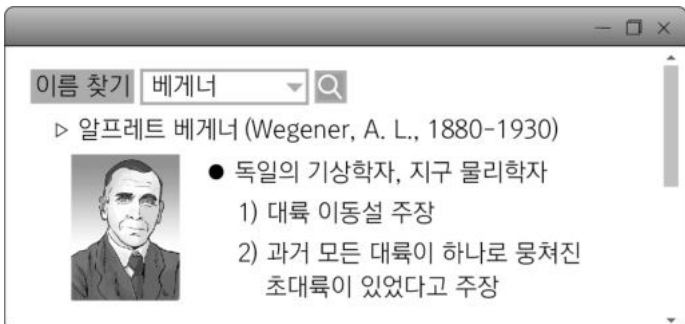 이름 찾기 베게너
▷ 알프레트 베게너 (Wegener, A. L., 1880-1930)
● 독일의 기상학자, 지구 물리학자
1) 대륙 이동설 주장
2) 과거 모든 대륙이 하나로 뭉쳐진
초대륙이 있었다고 주장